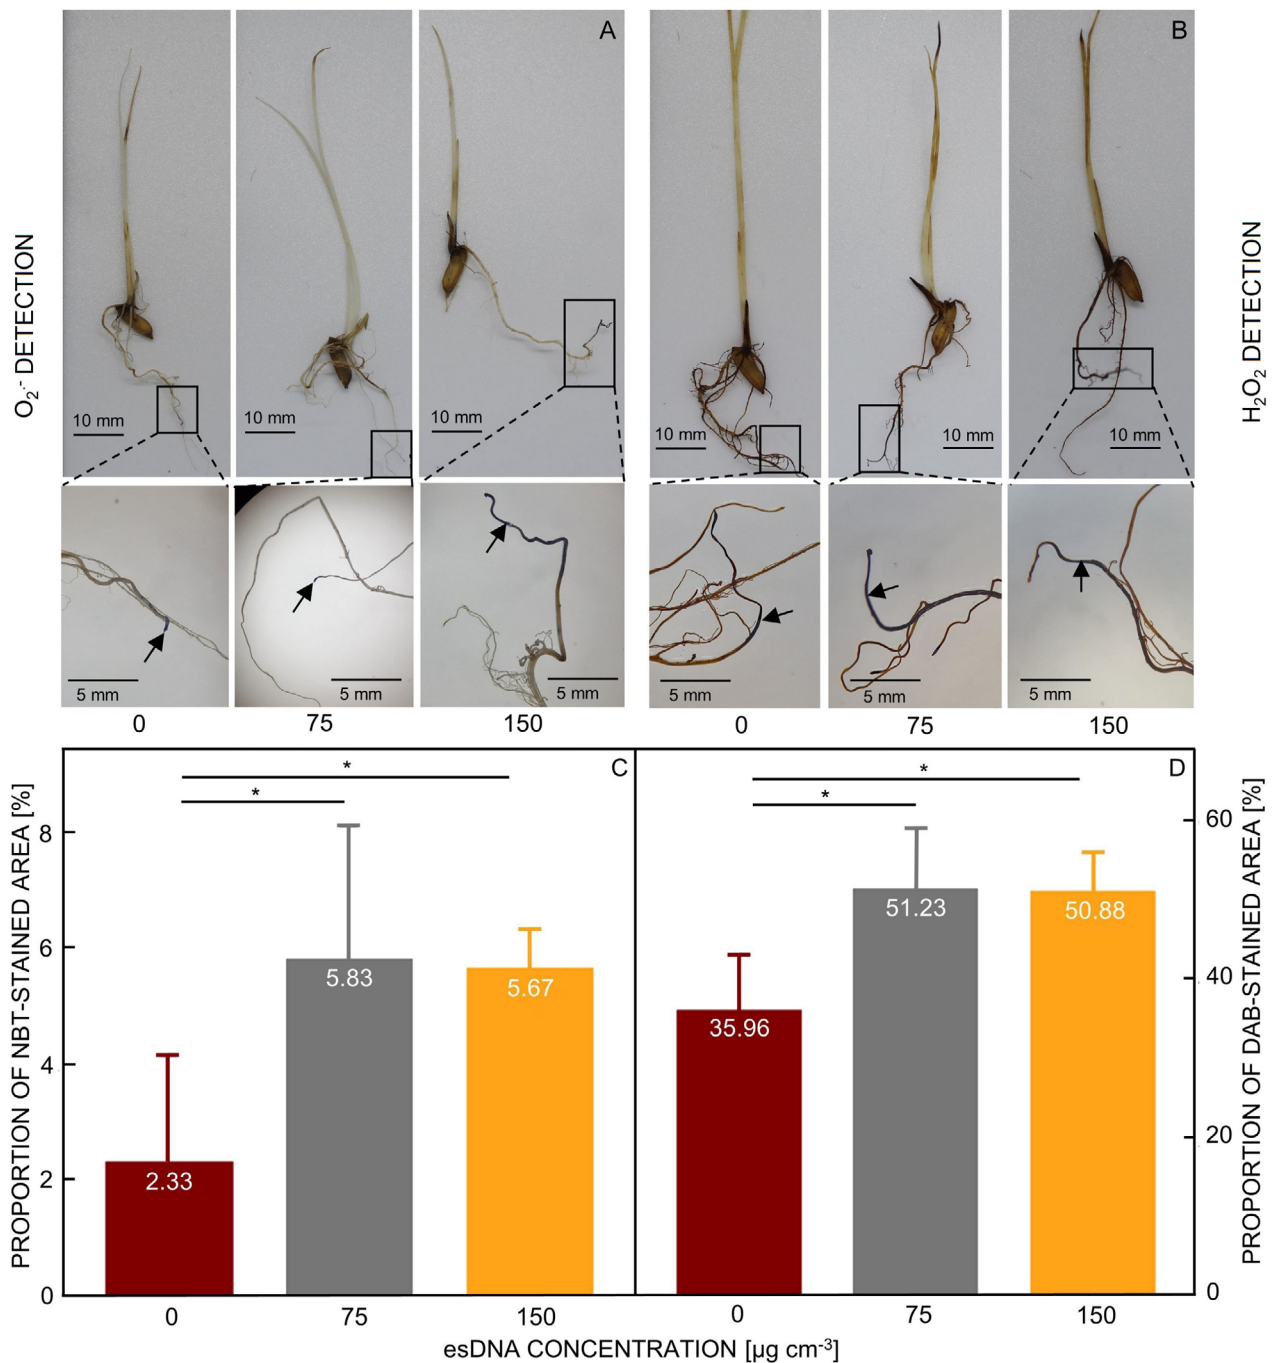 A
B
O₂·⁻ DETECTION
H₂O₂ DETECTION
10 mm
10 mm
10 mm
10 mm
10 mm
10 mm
5 mm
5 mm
5 mm
5 mm
5 mm
5 mm
0
75
150
0
75
150
C
D
*
*
*
*
PROPORTION OF NBT-STAINED AREA [%]
8
6
4
2
0
2.33
5.83
5.67
35.96
51.23
50.88
60
40
20
0
PROPORTION OF DAB-STAINED AREA [%]
0
75
150
0
75
150
esDNA CONCENTRATION [µg cm⁻³]